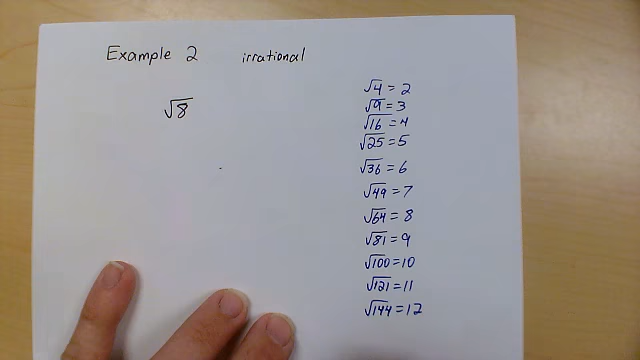 Example 2 irrational
√8
√4 = 2
√9 = 3
√16 = 4
√25 = 5
√36 = 6
√49 = 7
√64 = 8
√81 = 9
√100 = 10
√121 = 11
√144 = 12